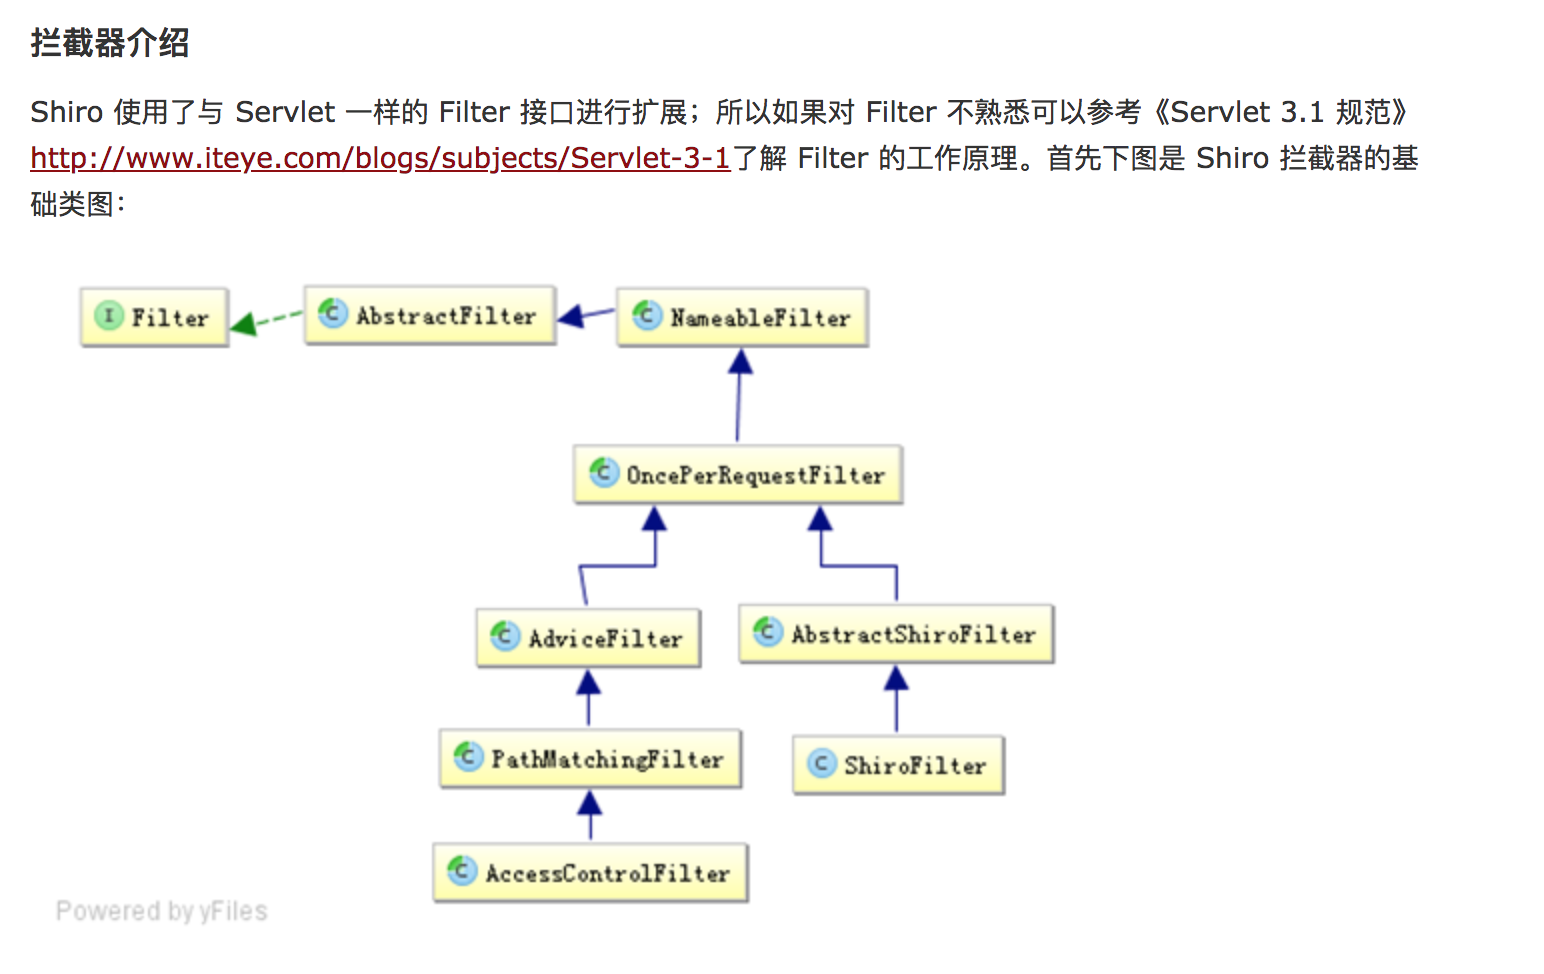 拦截器介绍
Shiro 使用了与 Servlet 一样的 Filter 接口进行扩展；所以如果对 Filter 不熟悉可以参考《Servlet 3.1 规范》
http://www.iteye.com/blogs/subjects/Servlet-3-1了解 Filter 的工作原理。首先下图是 Shiro 拦截器的基
础类图：
I Filter
C AbstractFilter
C NameableFilter
C OncePerRequestFilter
C AdviceFilter
C AbstractShiroFilter
C PathMatchingFilter
C ShiroFilter
C AccessControlFilter
Powered by yFiles